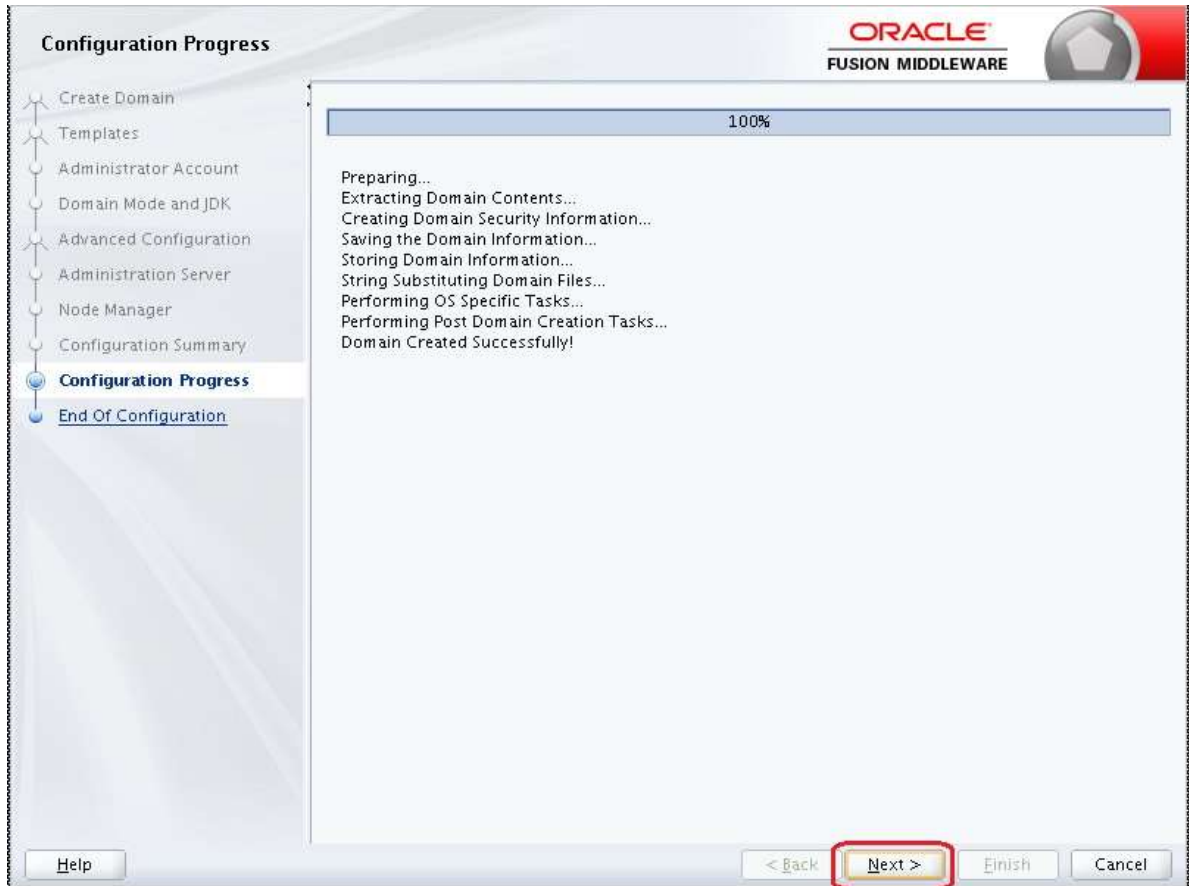 Configuration Progress
ORACLE
FUSION MIDDLEWARE
Create Domain
Templates
Administrator Account
Domain Mode and JDK
Advanced Configuration
Administration Server
Node Manager
Configuration Summary
Configuration Progress
End Of Configuration
100%
Preparing...
Extracting Domain Contents...
Creating Domain Security Information...
Saving the Domain Information...
Storing Domain Information...
String Substituting Domain Files...
Performing OS Specific Tasks...
Performing Post Domain Creation Tasks...
Domain Created Successfully!
Help
< Back
Next >
Finish
Cancel